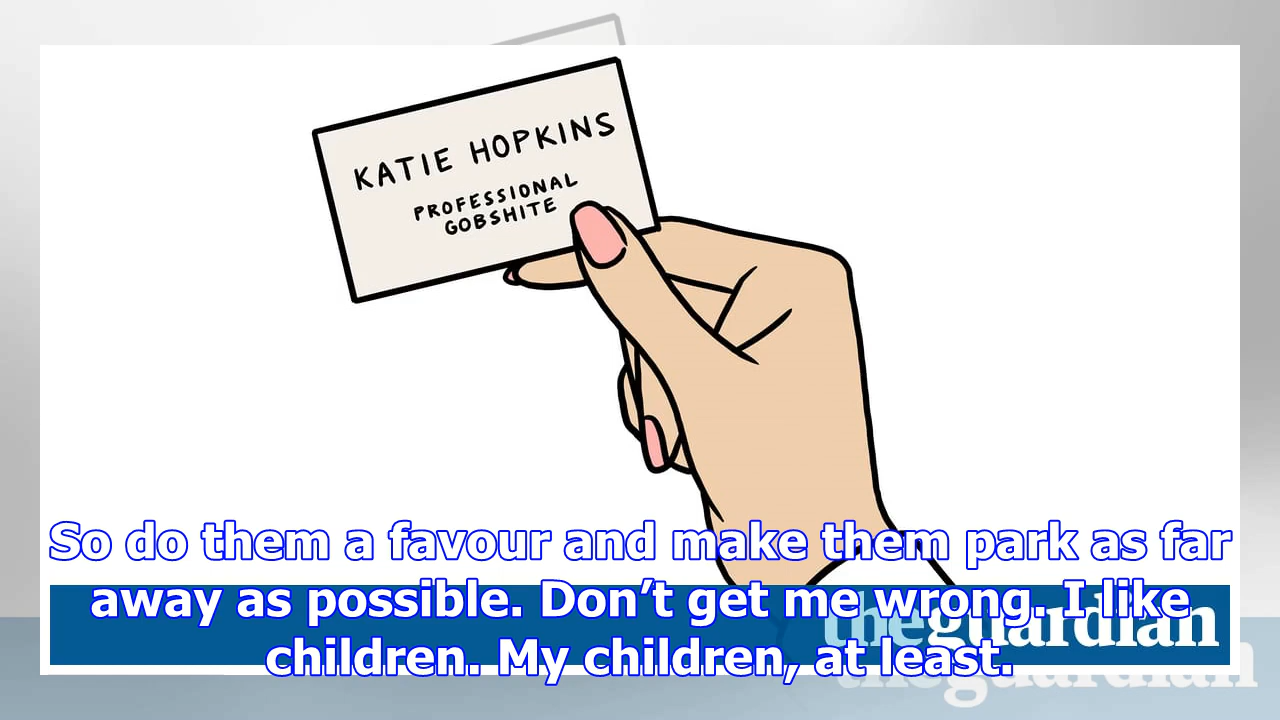 KATIE HOPKINS
PROFESSIONAL
GOBSHITE
So do them a favour and make them park as far
away as possible. Don’t get me wrong. I like
children. My children, at least.
theguardian
theguardian